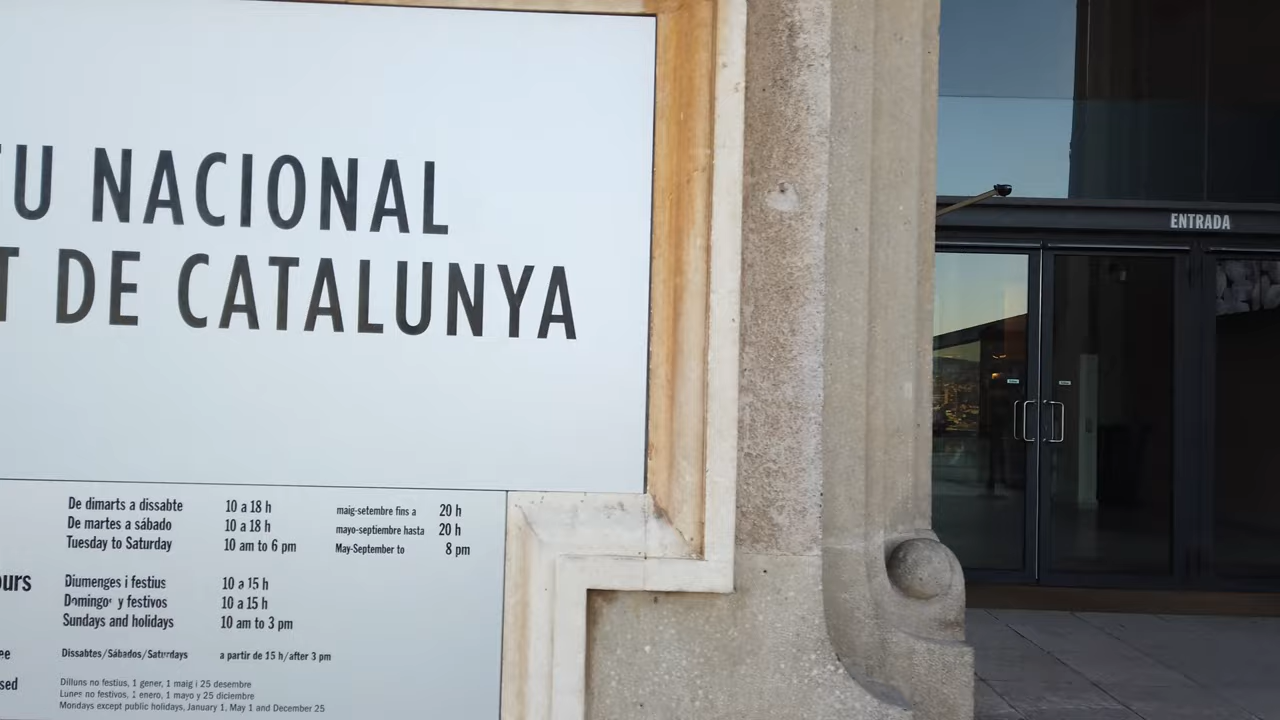 NACIONAL
DE CATALUNYA
De dimarts a dissabte 10 a 18 h maig-setembre fins a 20 h
De martes a sábado 10 a 18 h mayo-septiembre hasta 20 h
Tuesday to Saturday 10 am to 6 pm May-September to 8 pm
Diumenges i festius 10 a 15 h
Domingo y festivos 10 a 15 h
Sundays and holidays 10 am to 3 pm
Dissabtes/Sábados/Saturdays a partir de 15 h/after 3 pm
Dilluns no festius, 1 gener, 1 maig i 25 desembre
Lunes no festivos, 1 enero, 1 mayo y 25 diciembre
Mondays except public holidays, January 1, May 1 and December 25
ENTRADA